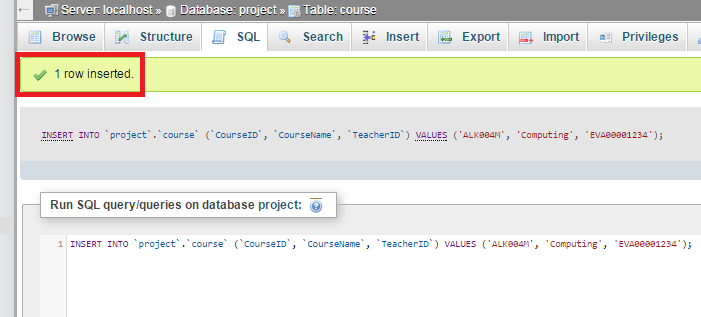 Server: localhost » Database: project » Table: course
Browse Structure SQL Search Insert Export Import Privileges
1 row inserted.
INSERT INTO `project`.`course` (`CourseID`, `CourseName`, `TeacherID`) VALUES ('ALK004M', 'Computing', 'EVA00001234');
Run SQL query/queries on database project:
1 INSERT INTO `project`.`course` (`CourseID`, `CourseName`, `TeacherID`) VALUES ('ALK004M', 'Computing', 'EVA00001234');